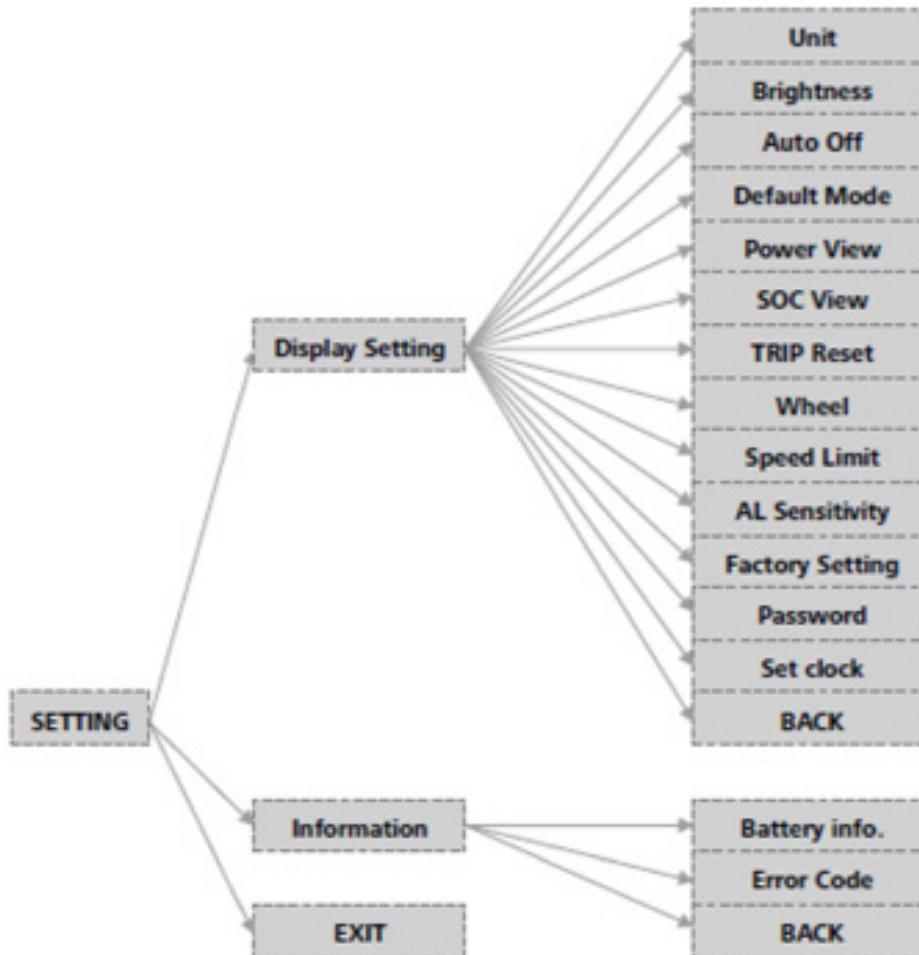 Unit
Brightness
Auto Off
Default Mode
Power View
SOC View
Display Setting
TRIP Reset
Wheel
Speed Limit
AL Sensitivity
Factory Setting
Password
Set clock
SETTING
BACK
Information
Battery info.
Error Code
EXIT
BACK